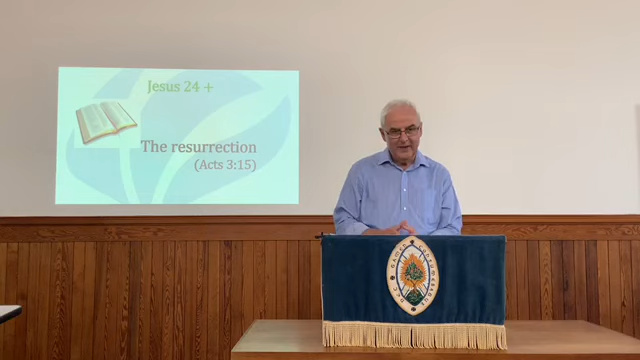 Jesus 24 +
The resurrection
(Acts 3:15)